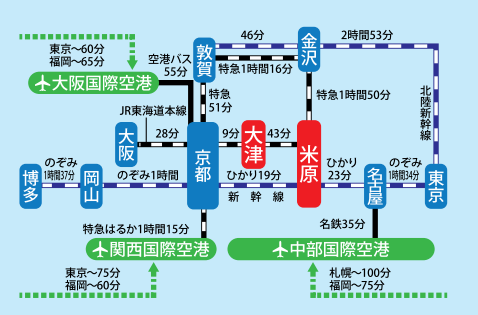 46分
2時間53分
東京～60分
福岡～65分
空港バス
55分
敦賀
金沢
特急1時間16分
大阪国際空港
特急
51分
特急1時間50分
北陸新幹線
JR東海道本線
大阪
28分
京都
9分
大津
43分
米原
のぞみ
1時間37分
ひかり
23分
のぞみ
1時間34分
博多
岡山
のぞみ1時間
ひかり19分
名古屋
東京
新幹線
特急はるか1時間15分
名鉄35分
関西国際空港
中部国際空港
東京～75分
福岡～60分
札幌～100分
福岡～75分